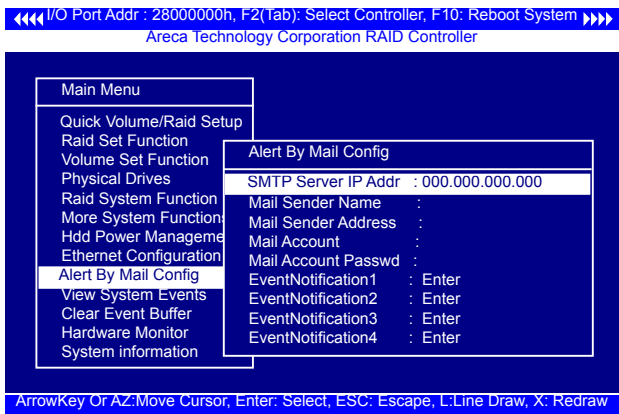 I/O Port Addr : 28000000h, F2(Tab): Select Controller, F10: Reboot System
Areca Technology Corporation RAID Controller
Main Menu
Quick Volume/Raid Setup
Raid Set Function
Volume Set Function
Physical Drives
Raid System Function
More System Functions
Hdd Power Manageme
Ethernet Configuration
Alert By Mail Config
View System Events
Clear Event Buffer
Hardware Monitor
System information
Alert By Mail Config
SMTP Server IP Addr : 000.000.000.000
Mail Sender Name :
Mail Sender Address :
Mail Account :
Mail Account Passwd :
EventNotification1 : Enter
EventNotification2 : Enter
EventNotification3 : Enter
EventNotification4 : Enter
ArrowKey Or AZ:Move Cursor, Enter: Select, ESC: Escape, L:Line Draw, X: Redraw